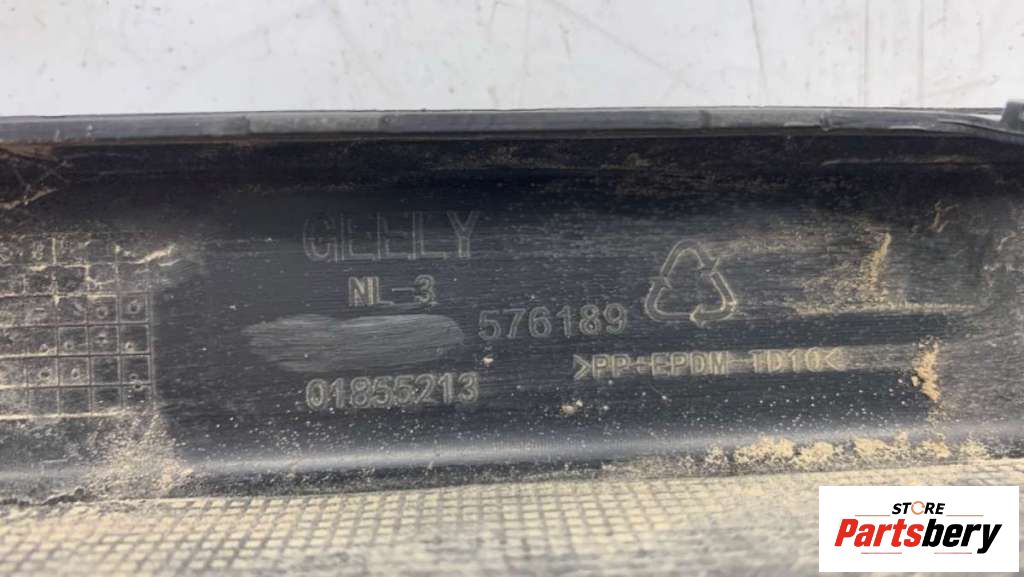 GEELY
NL-3
576189
>PP+EPDM-TD10<
01855213
STORE
Partsbery